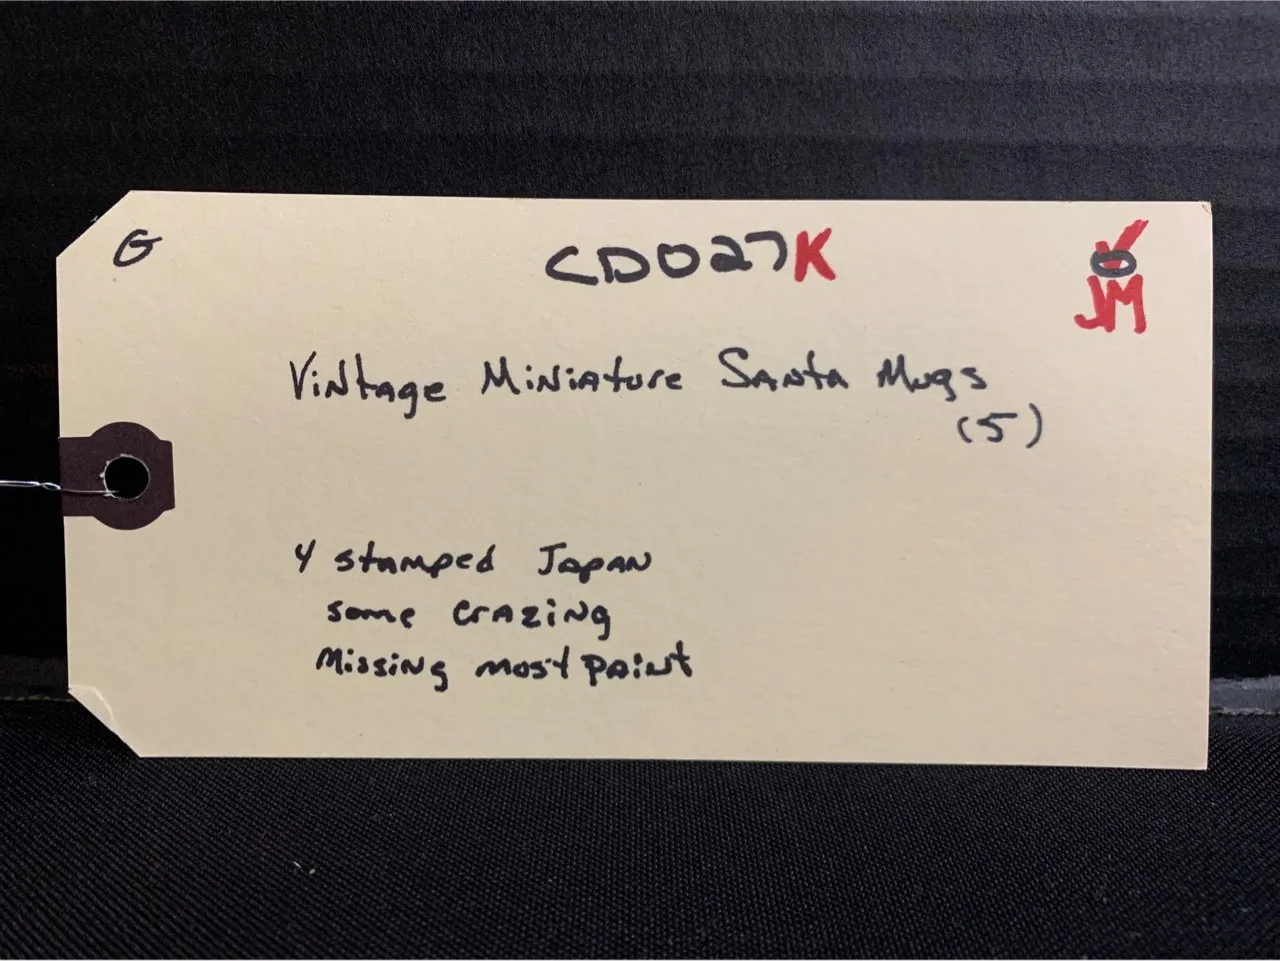 G
CD027K
O
JM
Vintage Miniature Santa Mugs
(5)
4 stamped Japan
some crazing
Missing most paint